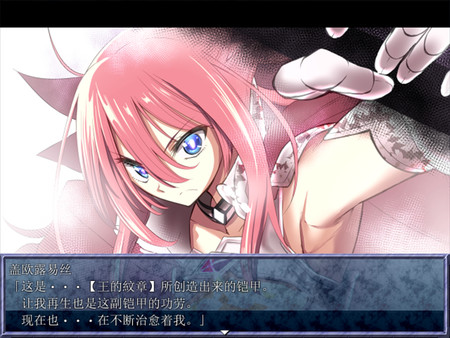 盖欧露易丝
「这是・・・【王的纹章】所创造出来的铠甲。
让我再生也是这副铠甲的功劳。
现在也・・・在不断治愈着我。」